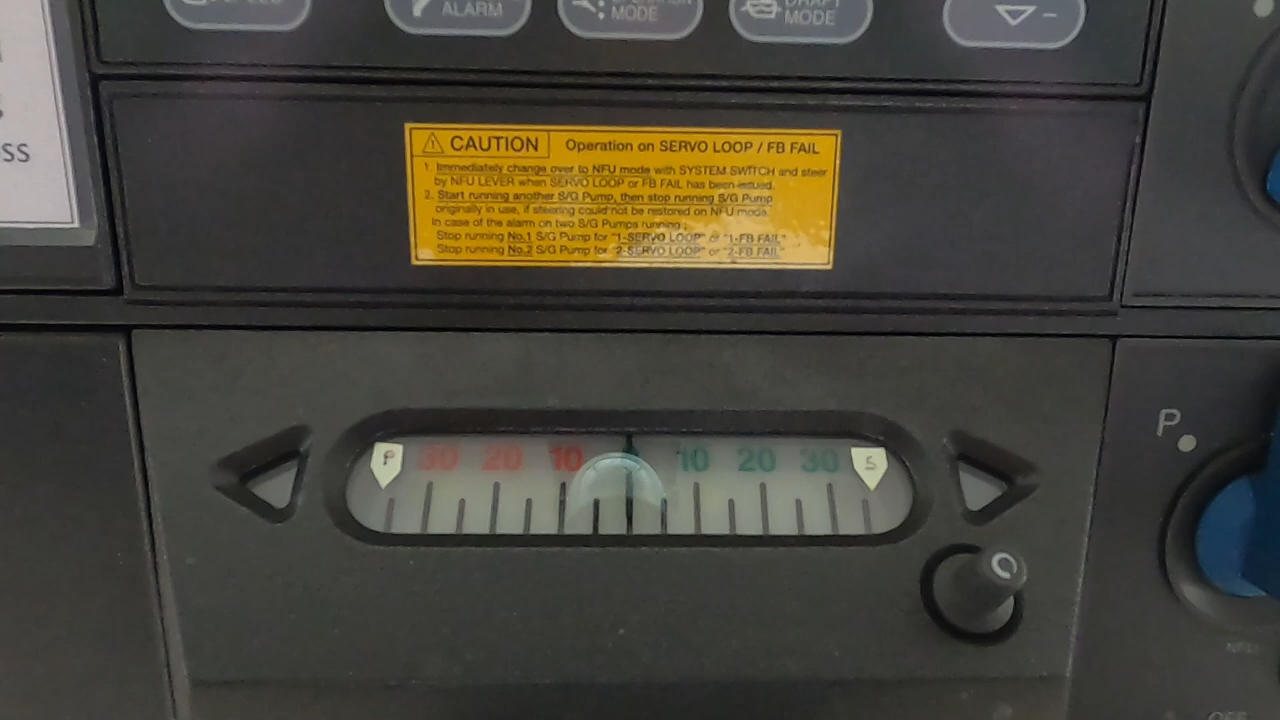 ALARM
MODE
DRAFT
MODE
SS
CAUTION Operation on SERVO LOOP / FB FAIL
1. Immediately change over to NFU mode with SYSTEM SWITCH and steer
by NFU LEVER when SERVO LOOP or FB FAIL has been issued.
2. Start running another S/G Pump, then stop running S/G Pump
originally in use, if steering could not be restored on NFU mode.
In case of the alarm on two S/G Pumps running ;
Stop running No.1 S/G Pump for "1-SERVO LOOP" or "1-FB FAIL"
Stop running No.2 S/G Pump for "2-SERVO LOOP" or "2-FB FAIL"
P 30 20 10 10 20 30 S
P